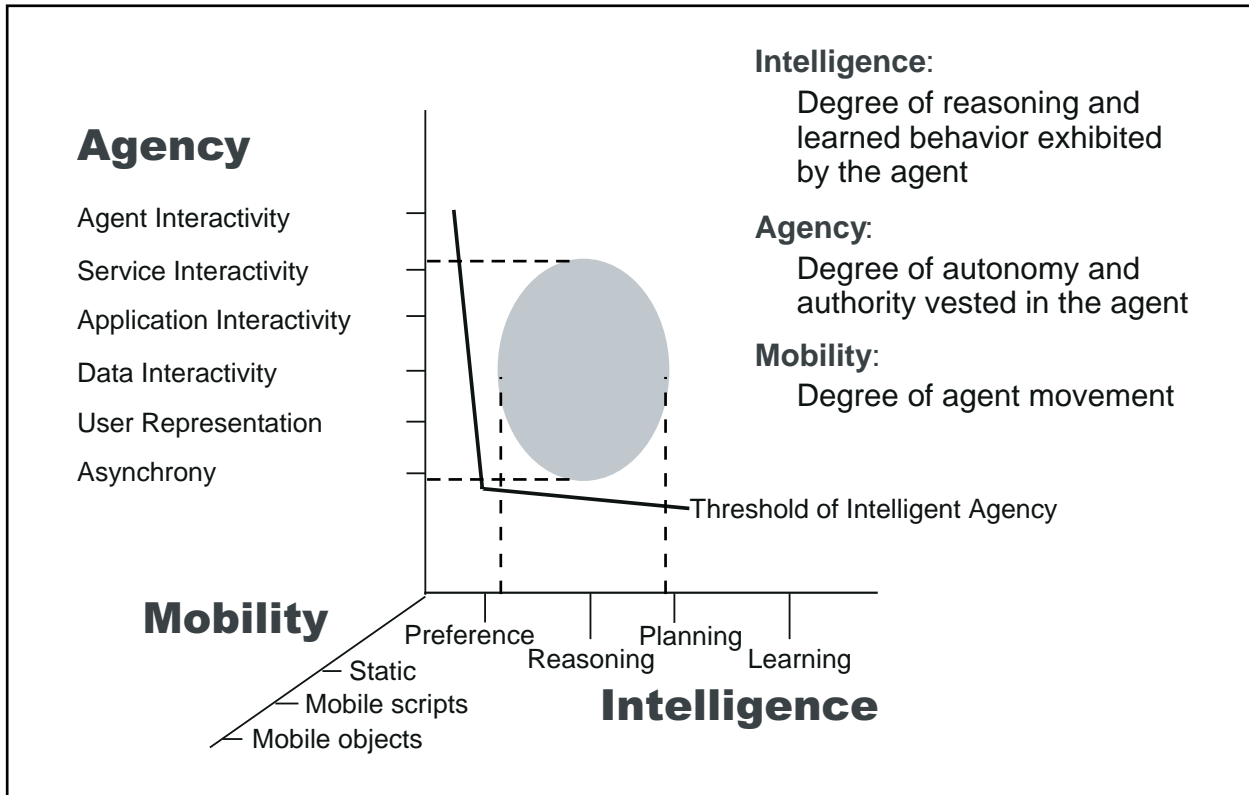 Agency
Agent Interactivity
Service Interactivity
Application Interactivity
Data Interactivity
User Representation
Asynchrony
Intelligence:
Degree of reasoning and
learned behavior exhibited
by the agent
Agency:
Degree of autonomy and
authority vested in the agent
Mobility:
Degree of agent movement
Threshold of Intelligent Agency
Mobility
Static
Mobile scripts
Mobile objects
Preference
Reasoning
Planning
Learning
Intelligence